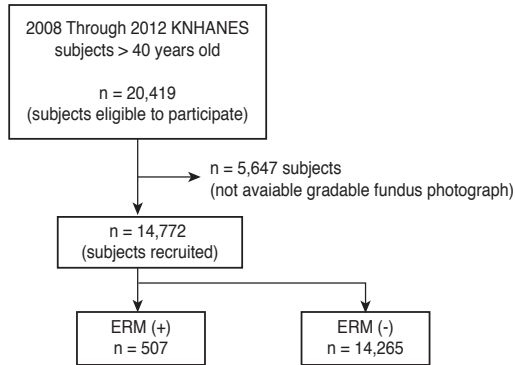 2008 Through 2012 KNHANES
subjects > 40 years old
n = 20,419
(subjects eligible to participate)
n = 5,647 subjects
(not avaiable gradable fundus photograph)
n = 14,772
(subjects recruited)
ERM (+)
n = 507
ERM (-)
n = 14,265